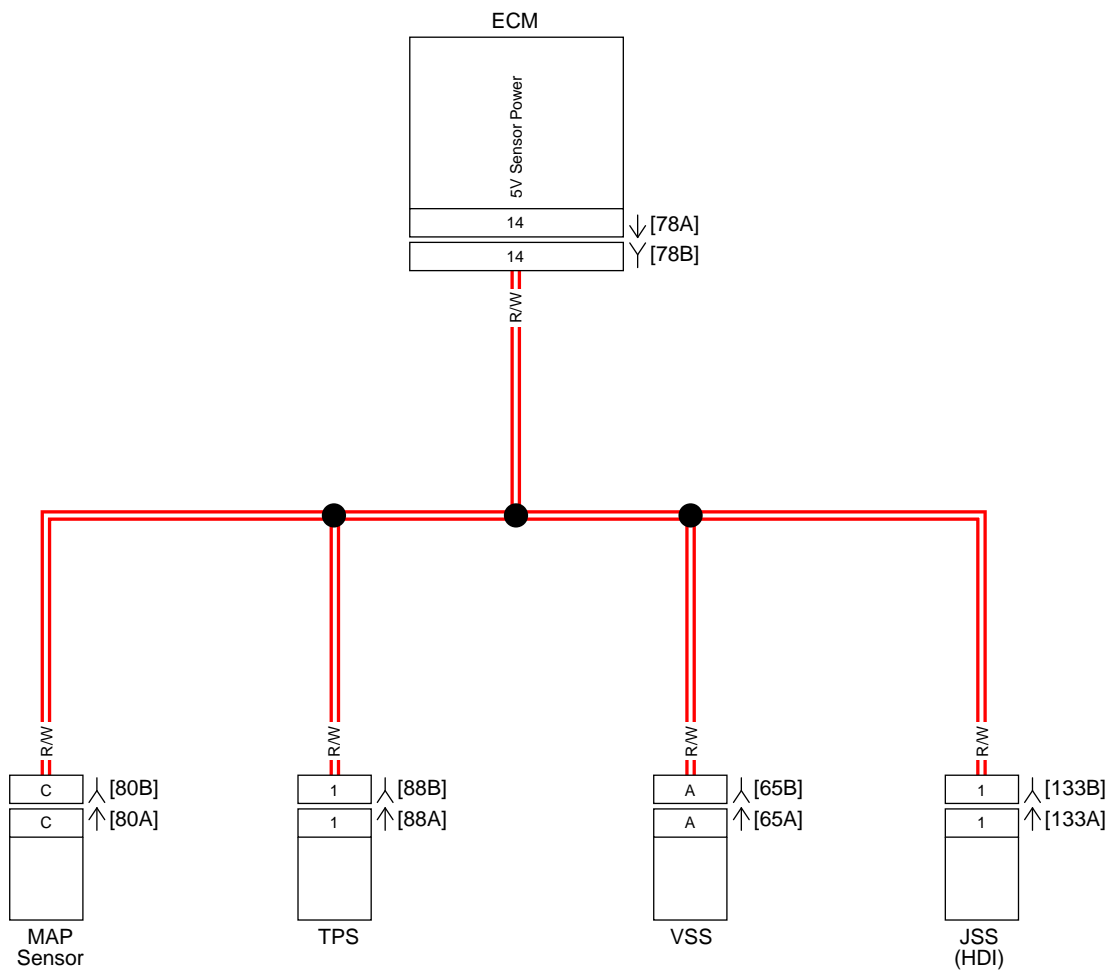 ECM
5V Sensor Power
14
[78A]
14
[78B]
R/W
R/W
R/W
R/W
R/W
C
[80B]
1
[88B]
A
[65B]
1
[133B]
C
[80A]
1
[88A]
A
[65A]
1
[133A]
MAP
Sensor
TPS
VSS
JSS
(HDI)